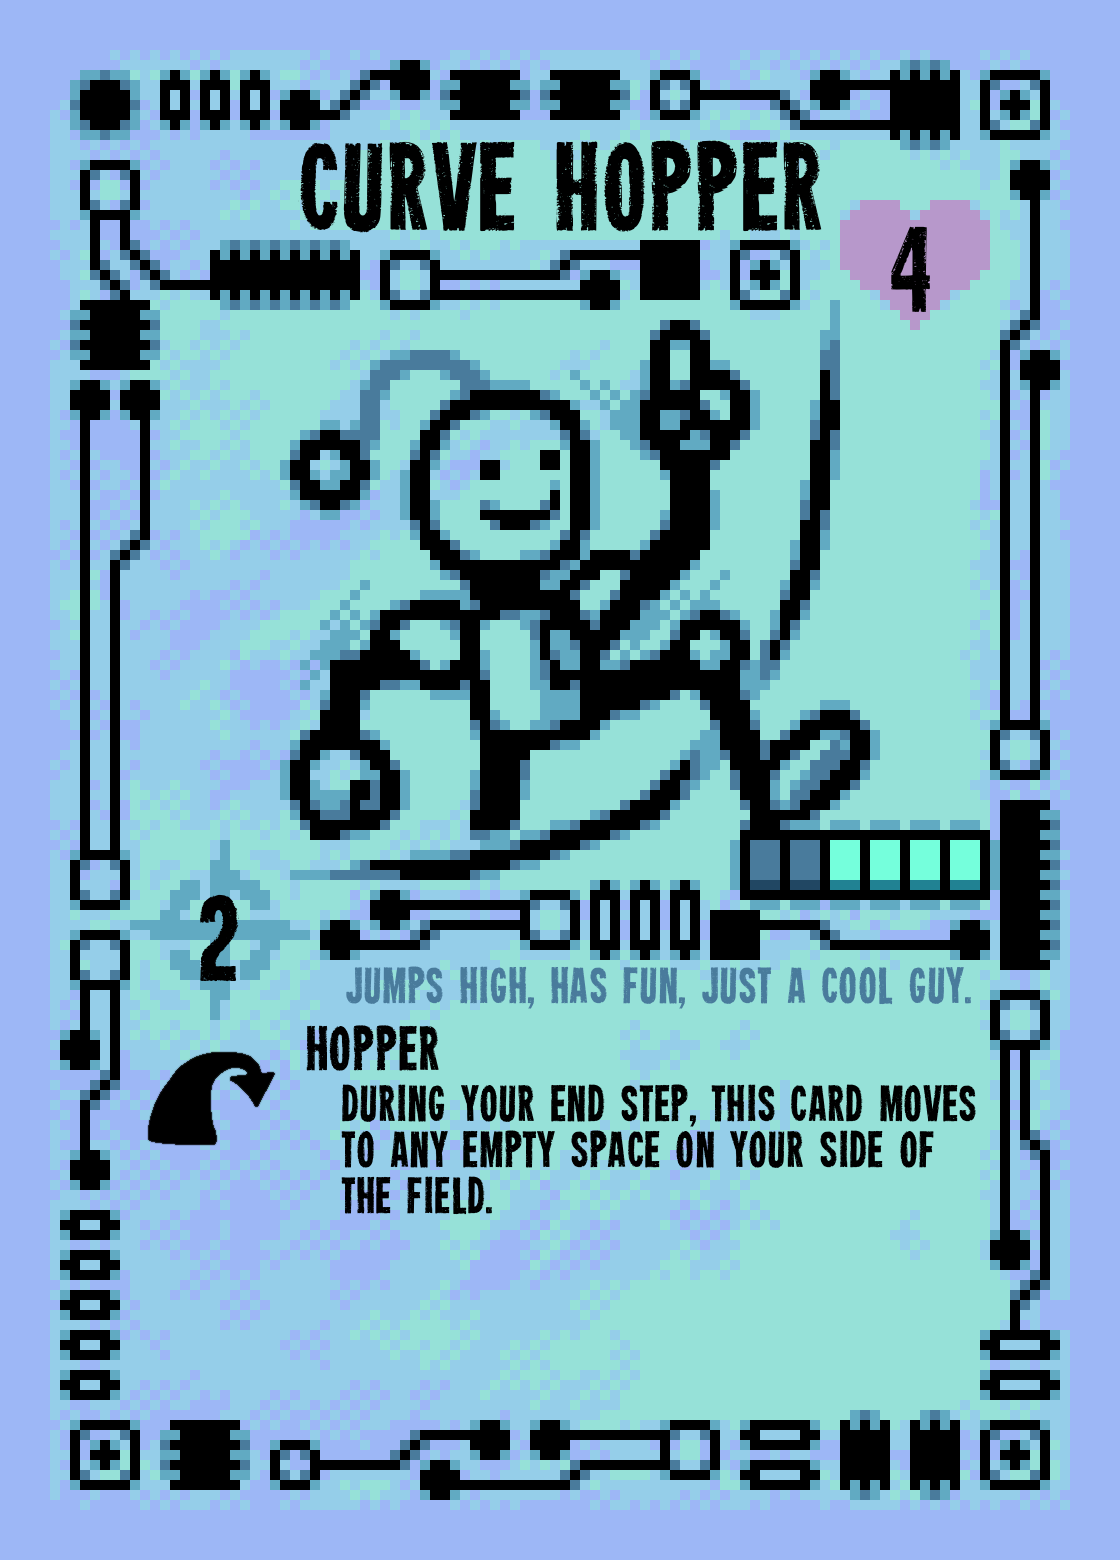 CURVE HOPPER
4
2
JUMPS HIGH, HAS FUN, JUST A COOL GUY.
HOPPER
DURING YOUR END STEP, THIS CARD MOVES
TO ANY EMPTY SPACE ON YOUR SIDE OF
THE FIELD.